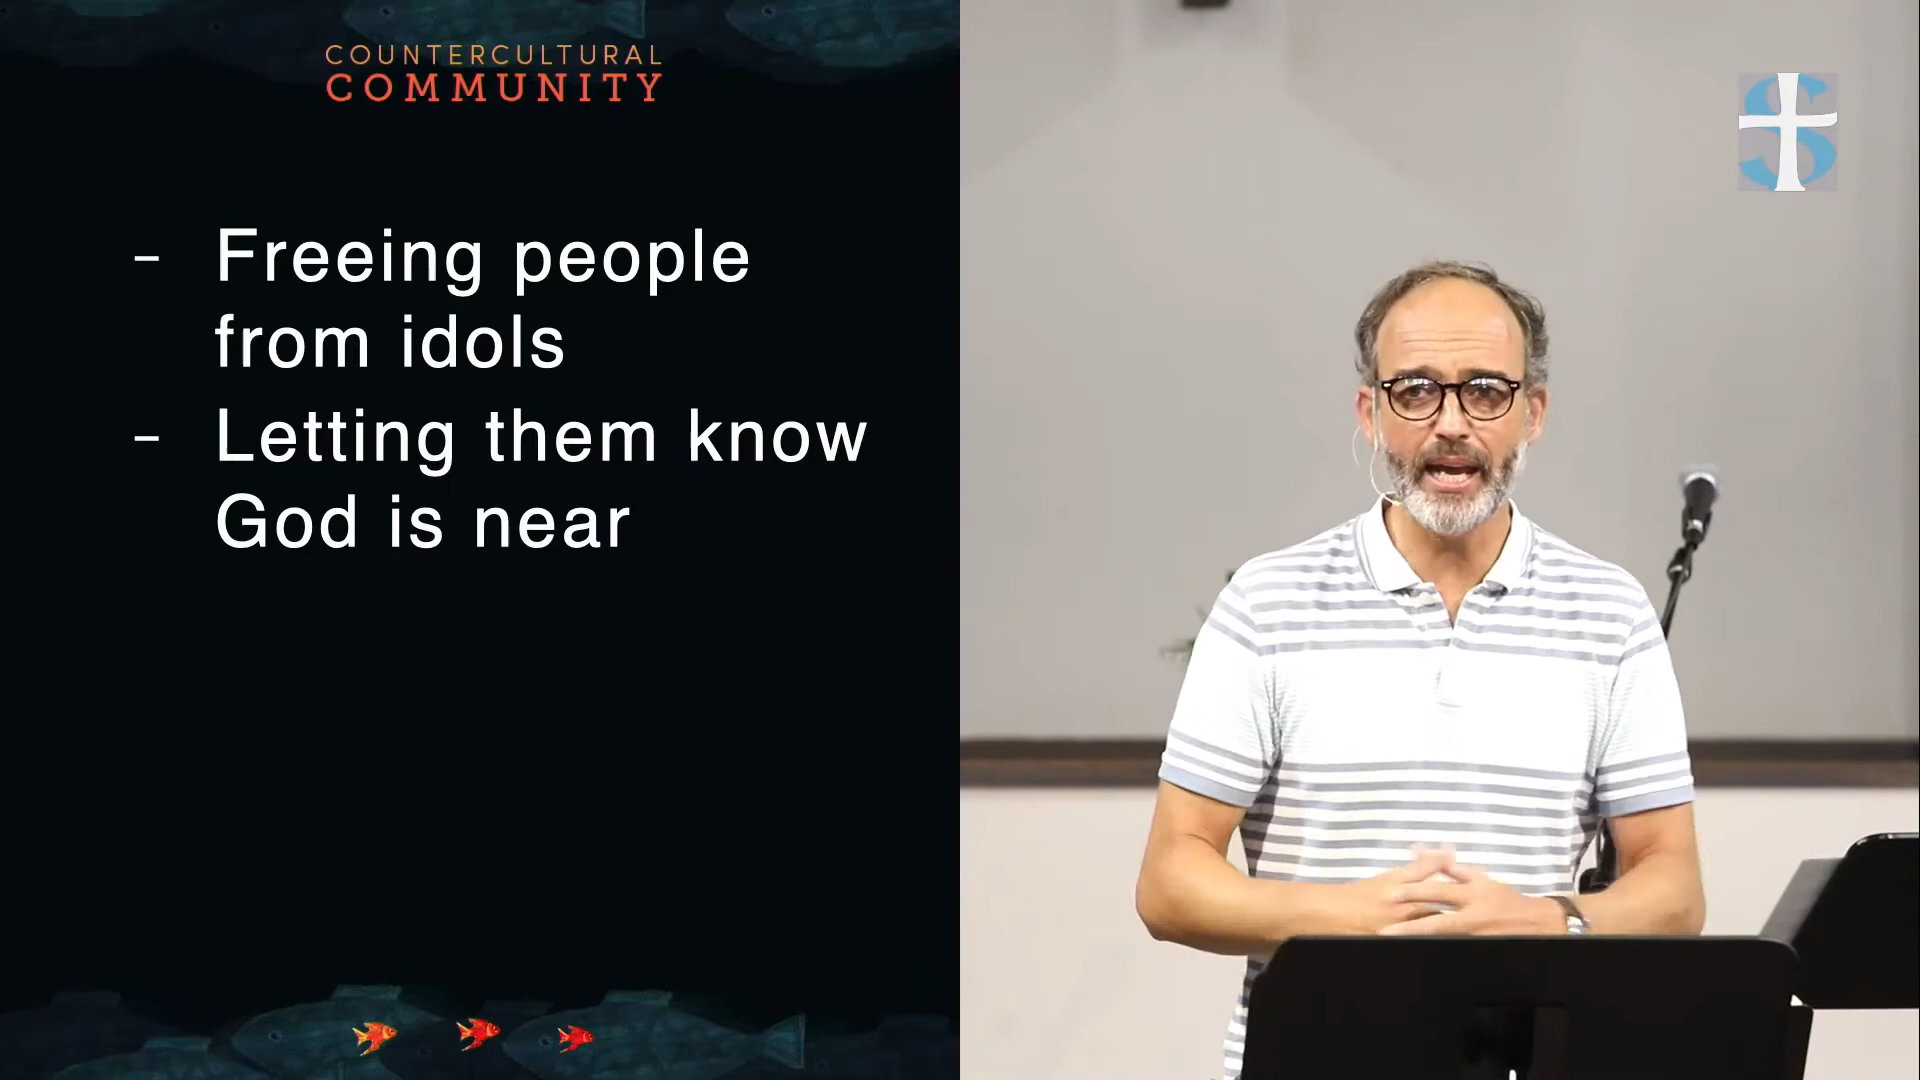 COUNTERCULTURAL
COMMUNITY
- Freeing people
from idols
- Letting them know
God is near
S